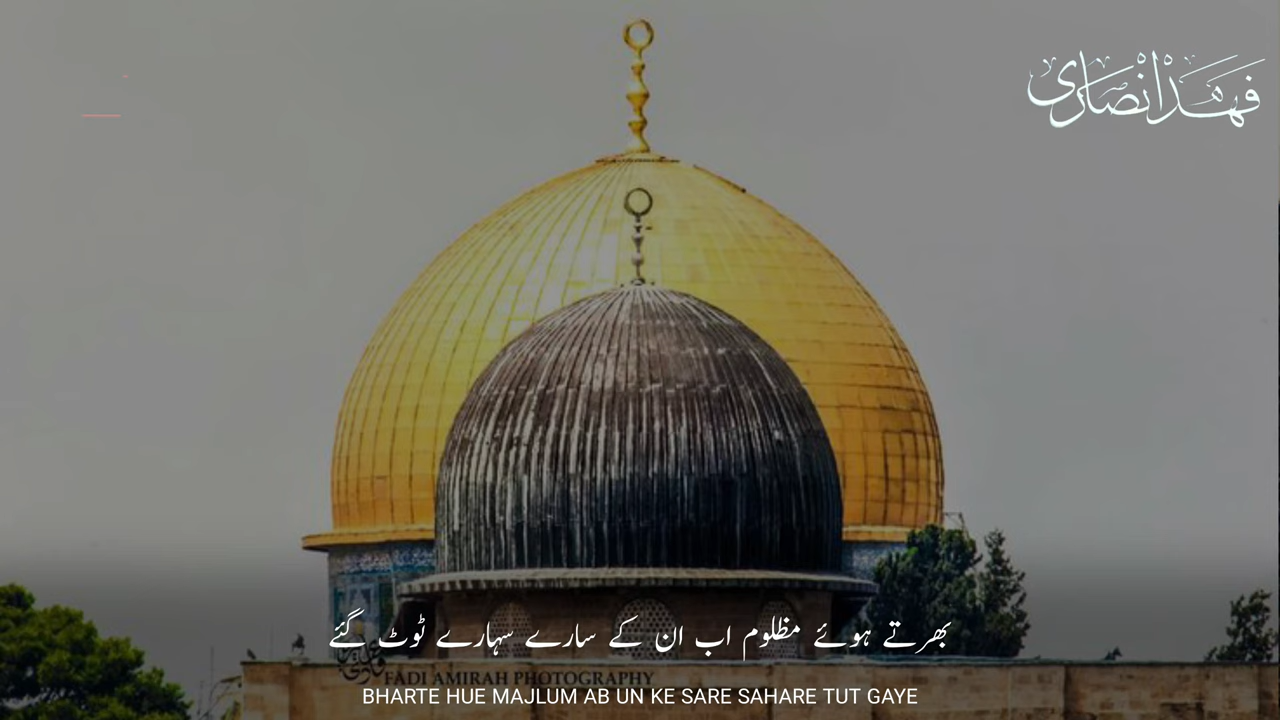 فہد انصاری
بھرتے ہوئے مظلوم اب ان کے سارے سہارے ٹوٹ گئے
FADI AMIRAH PHOTOGRAPHY
BHARTE HUE MAJLUM AB UN KE SARE SAHARE TUT GAYE